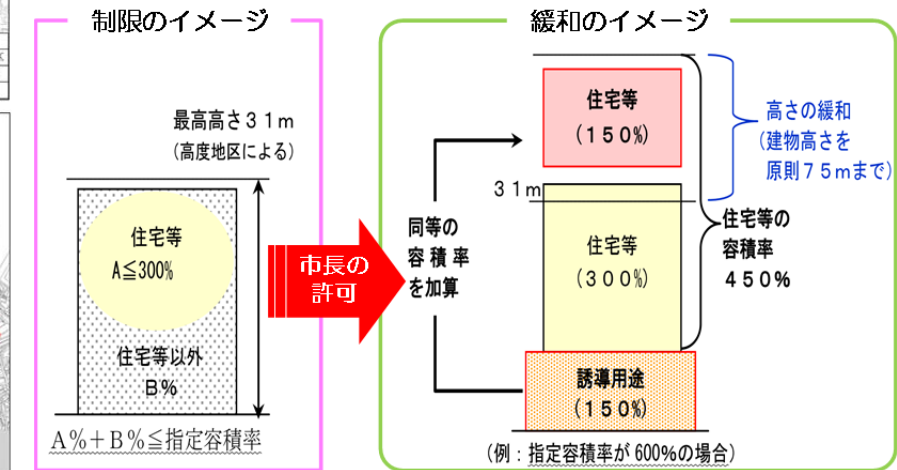 制限のイメージ
最高高さ31m
(高度地区による)
住宅等
A≦300%
住宅等以外
B%
A%+B%≦指定容積率
市長の
許可
緩和のイメージ
住宅等
(150%)
高さの緩和
(建物高さを
原則75mまで)
31m
同等の
容積率
を加算
住宅等
(300%)
住宅等の
容積率
450%
誘導用途
(150%)
(例:指定容積率が600%の場合)